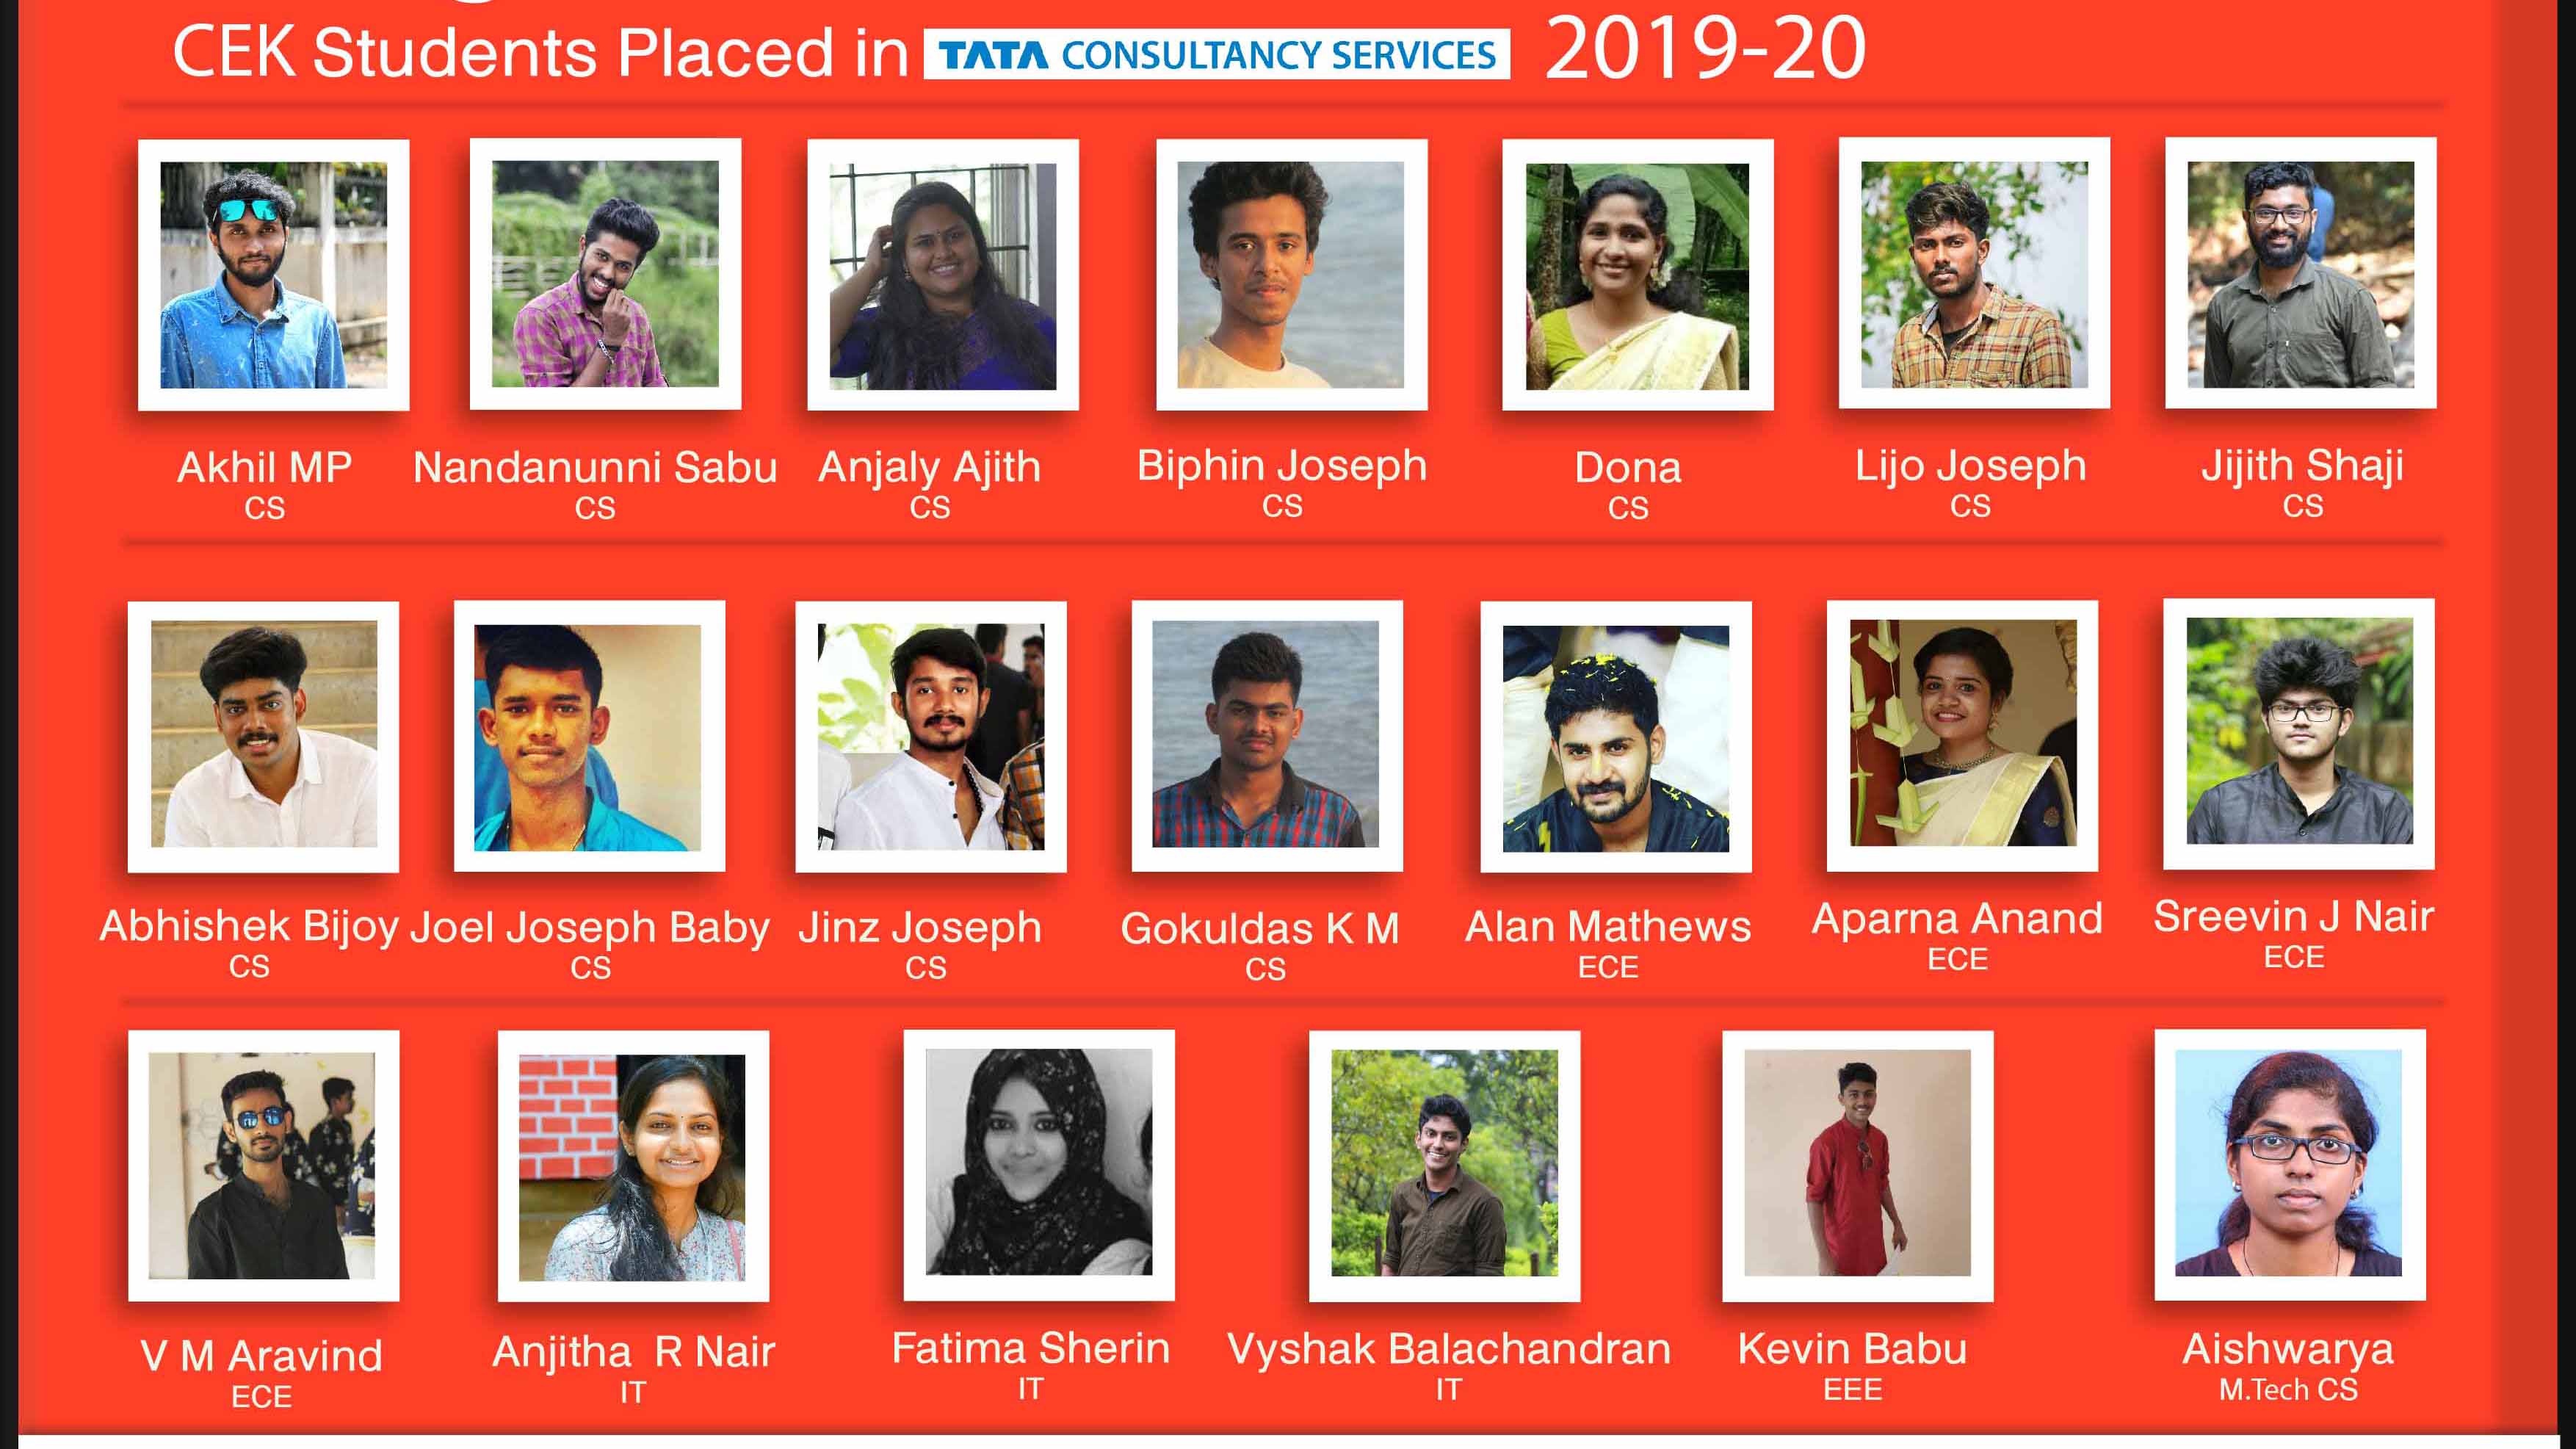 CEK Students Placed in TATA CONSULTANCY SERVICES 2019-20
Akhil MP
CS
Nandanunni Sabu
CS
Anjaly Ajith
CS
Biphin Joseph
CS
Dona
CS
Lijo Joseph
CS
Jijith Shaji
CS
Abhishek Bijoy
CS
Joel Joseph Baby
CS
Jinz Joseph
CS
Gokuldas K M
CS
Alan Mathews
ECE
Aparna Anand
ECE
Sreevin J Nair
ECE
V M Aravind
ECE
Anjitha R Nair
IT
Fatima Sherin
IT
Vyshak Balachandran
IT
Kevin Babu
EEE
Aishwarya
M.Tech CS